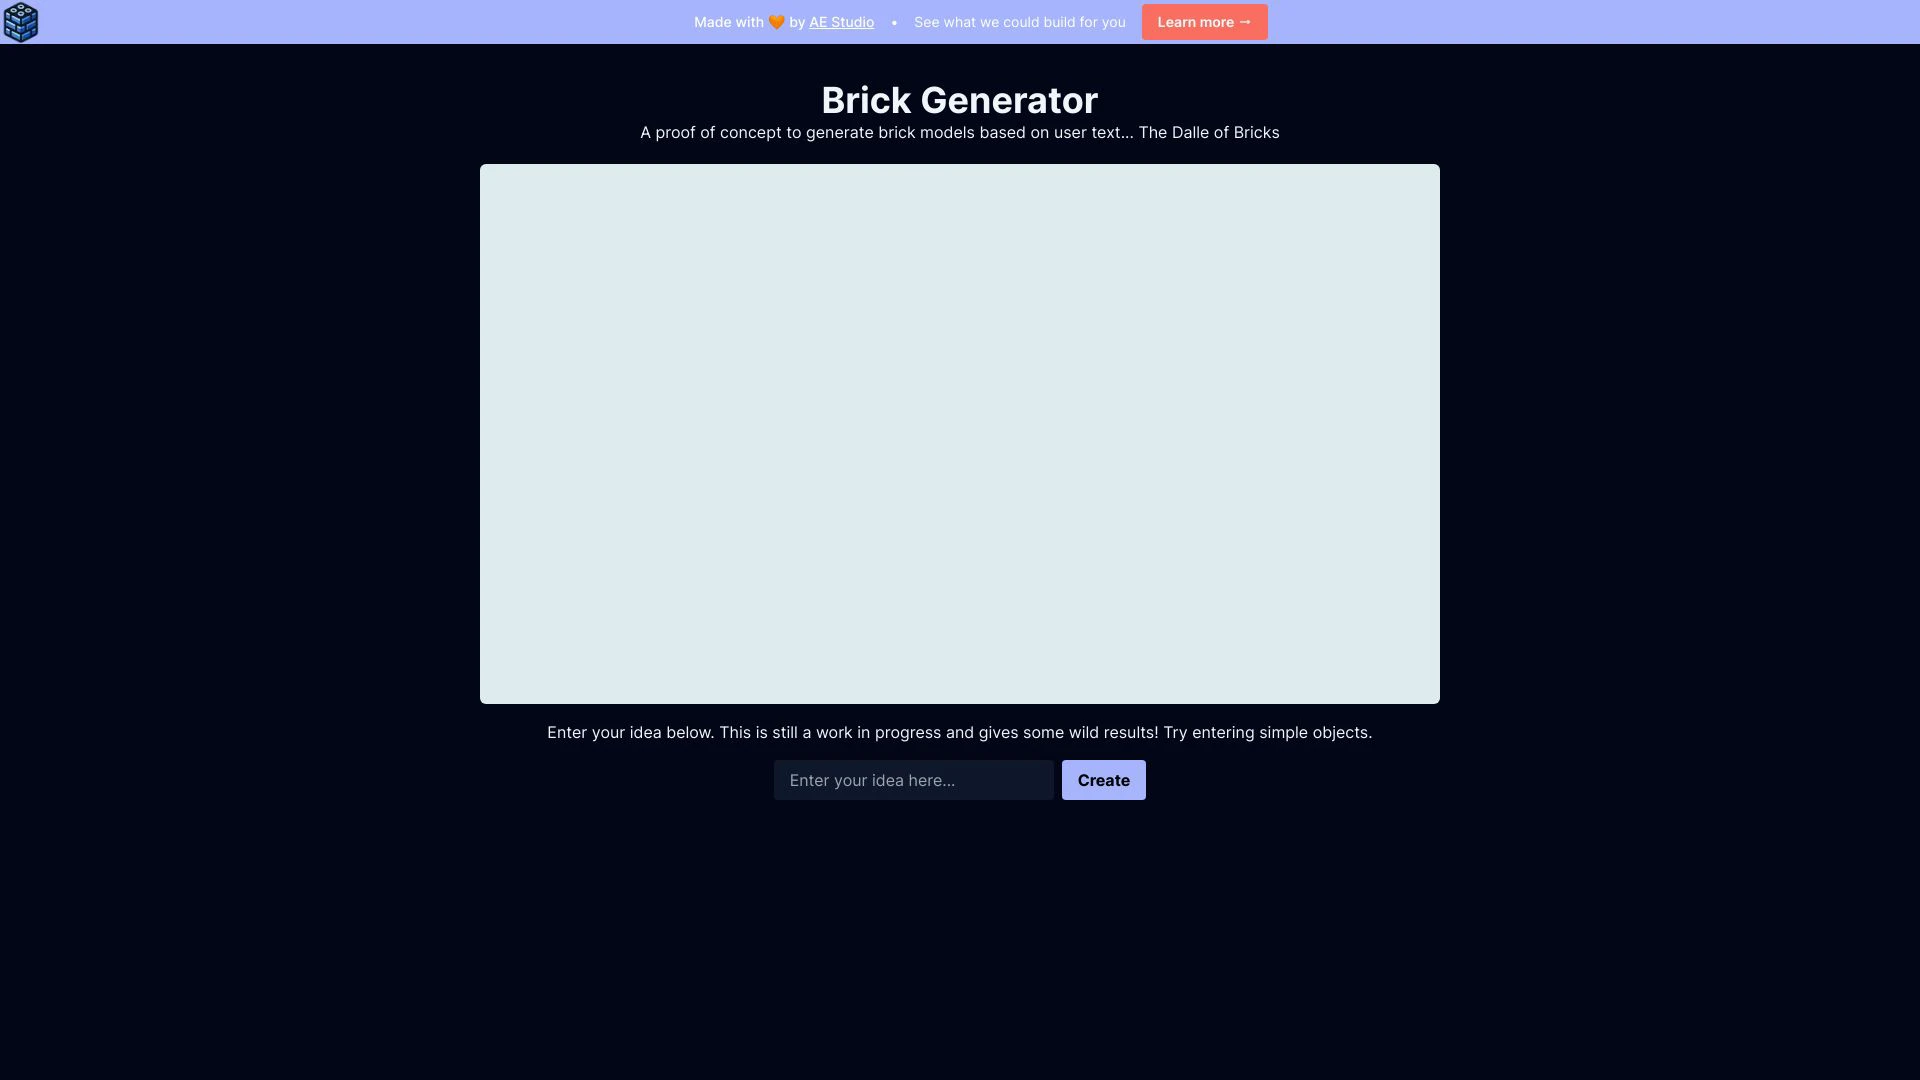 Made with 🧡 by AE Studio • See what we could build for you Learn more →
Brick Generator
A proof of concept to generate brick models based on user text... The Dalle of Bricks
Enter your idea below. This is still a work in progress and gives some wild results! Try entering simple objects.
Enter your idea here... Create